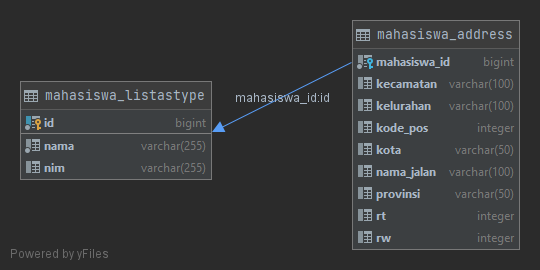 mahasiswa_listastype
id bigint
nama varchar(255)
nim varchar(255)
mahasiswa_id:id
mahasiswa_address
mahasiswa_id bigint
kecamatan varchar(100)
kelurahan varchar(100)
kode_pos integer
kota varchar(50)
nama_jalan varchar(100)
provinsi varchar(50)
rt integer
rw integer
Powered by yFiles